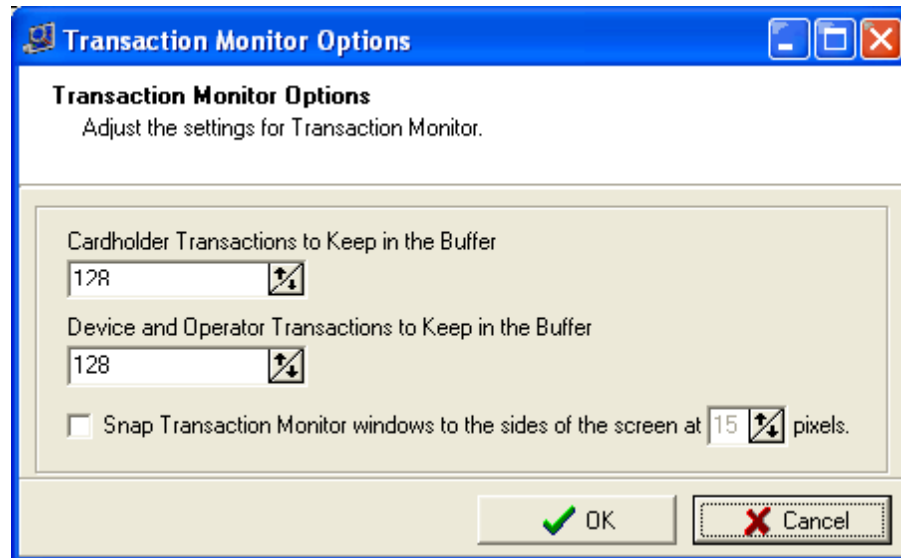 Transaction Monitor Options
Transaction Monitor Options
Adjust the settings for Transaction Monitor.
Cardholder Transactions to Keep in the Buffer
128
Device and Operator Transactions to Keep in the Buffer
128
Snap Transaction Monitor windows to the sides of the screen at 15 pixels.
OK Cancel